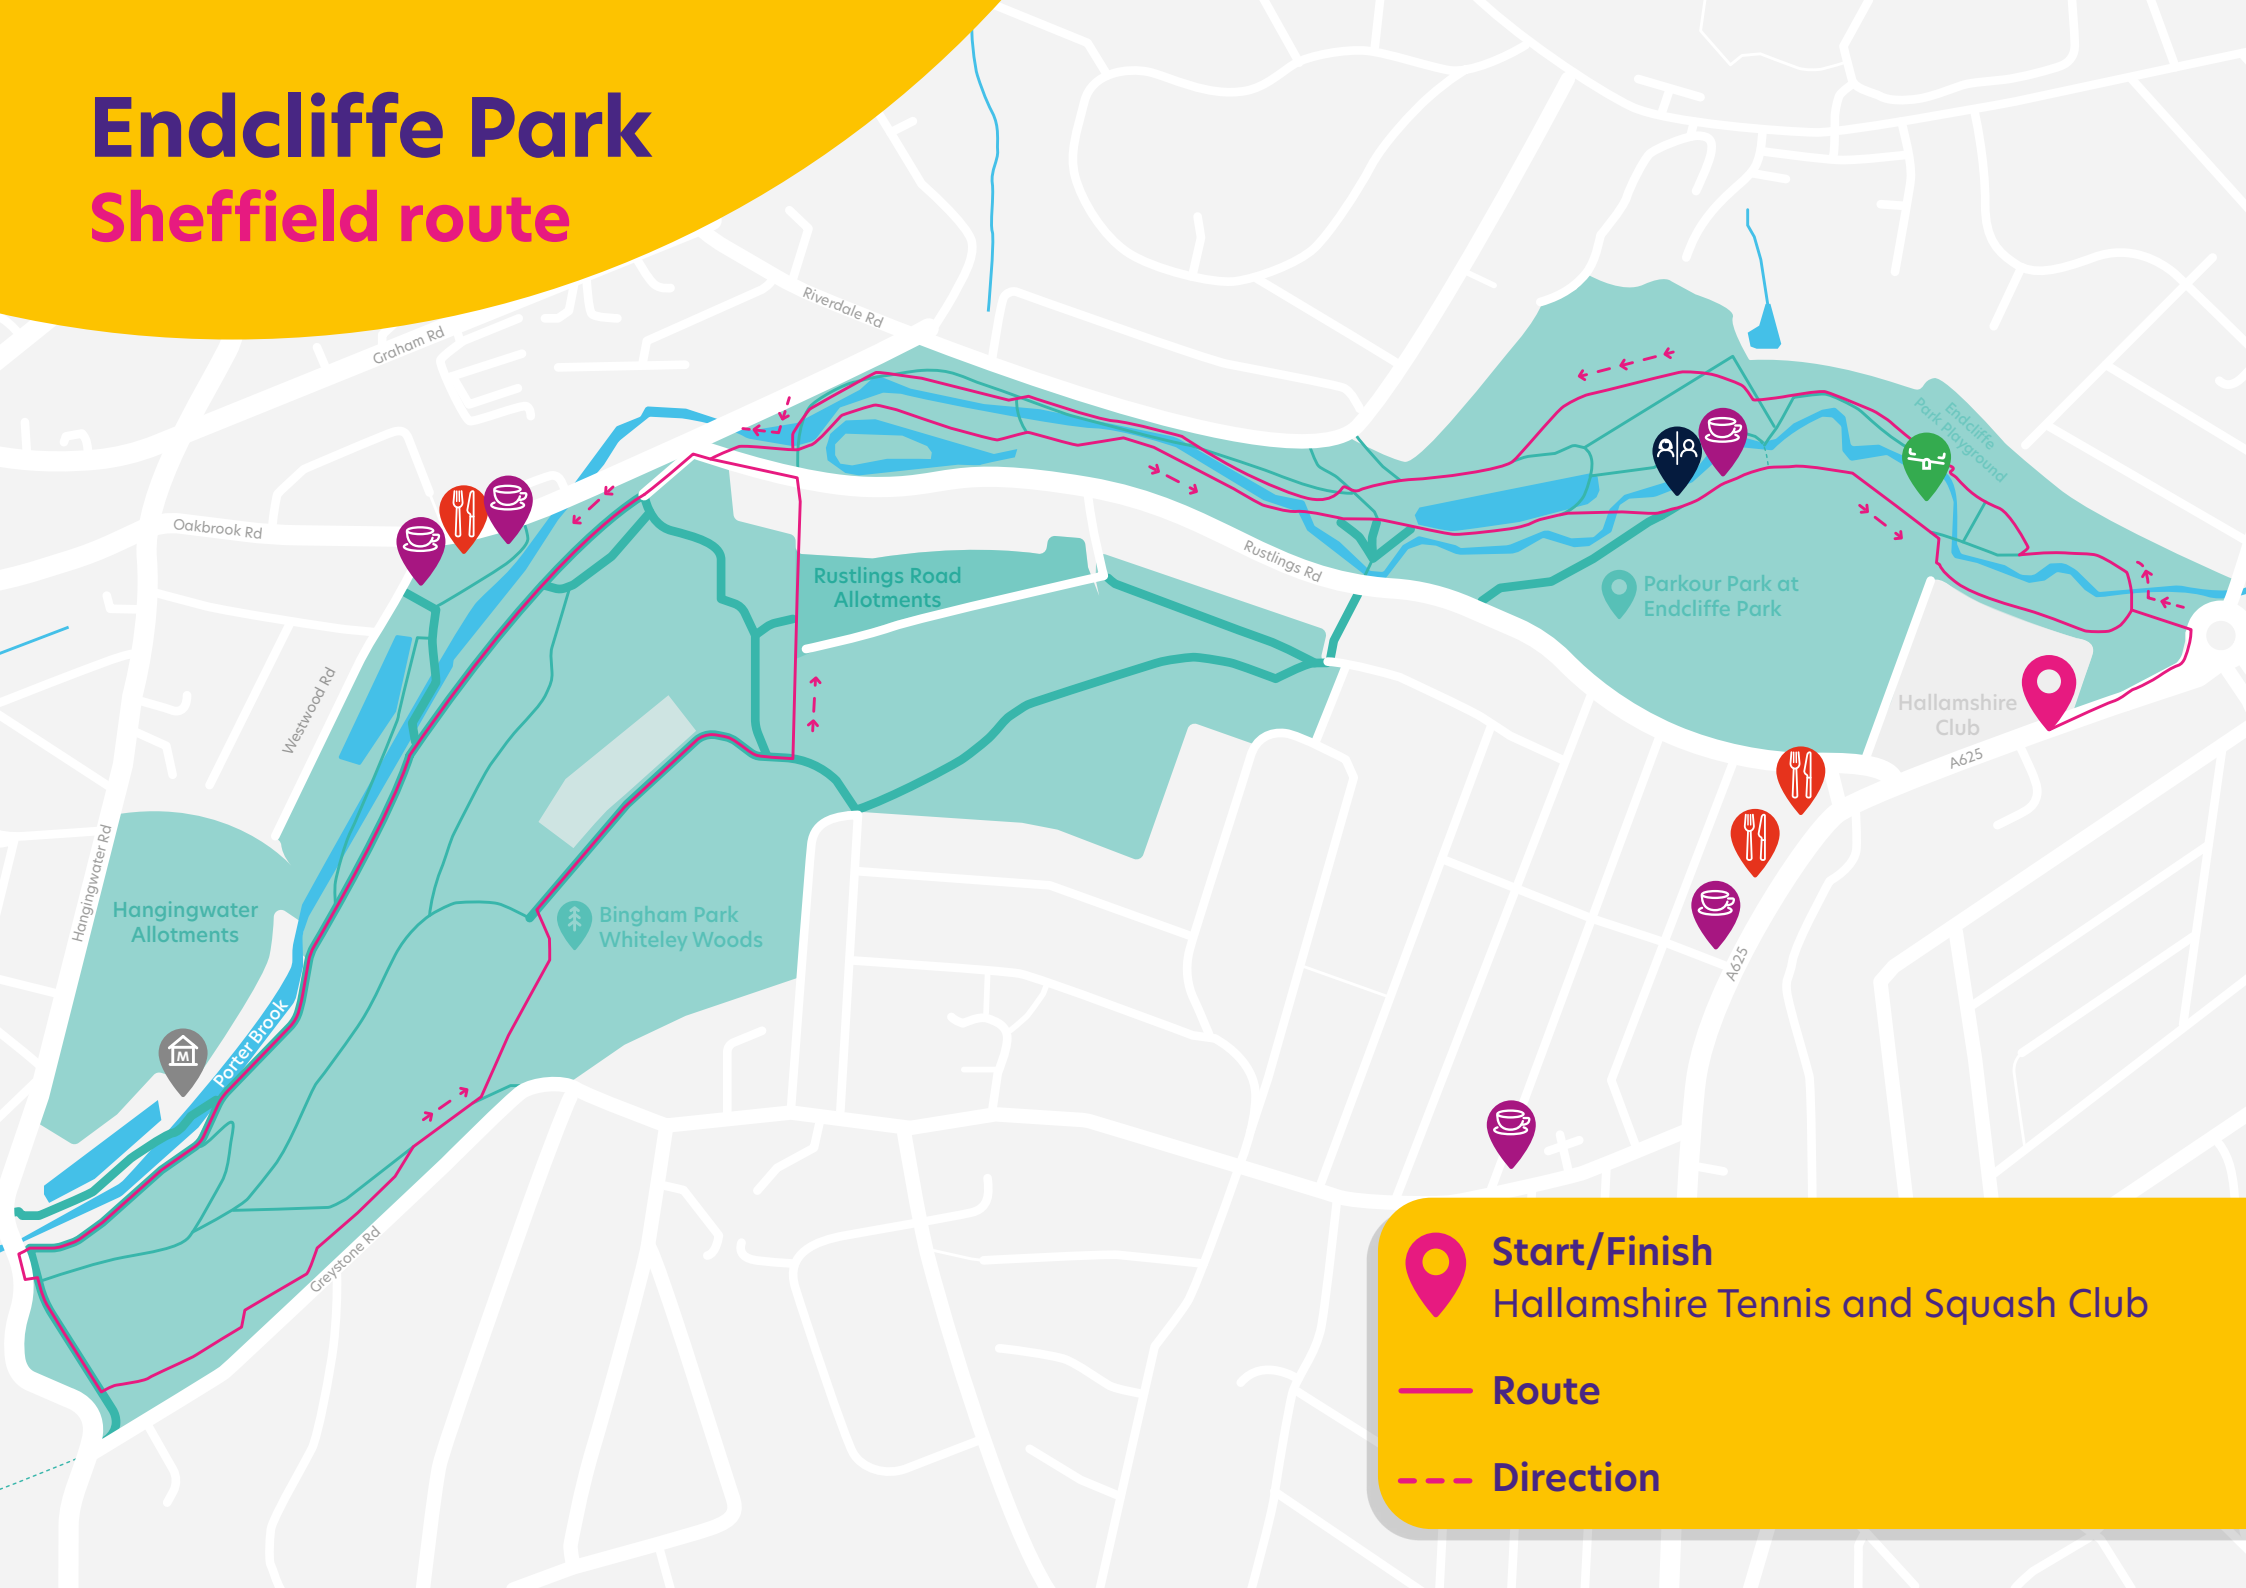 Endcliffe Park
Sheffield route
Riverdale Rd
Graham Rd
Oakbrook Rd
Endcliffe
Park Playground
Rustlings Rd
Rustlings Road
Allotments
Parkour Park at
Endcliffe Park
Westwood Rd
Hallamshire
Club
A625
Hangingwater Rd
Hangingwater
Allotments
Bingham Park
Whiteley Woods
A625
Porter Brook
M
Greystone Rd
Start/Finish
Hallamshire Tennis and Squash Club
Route
Direction